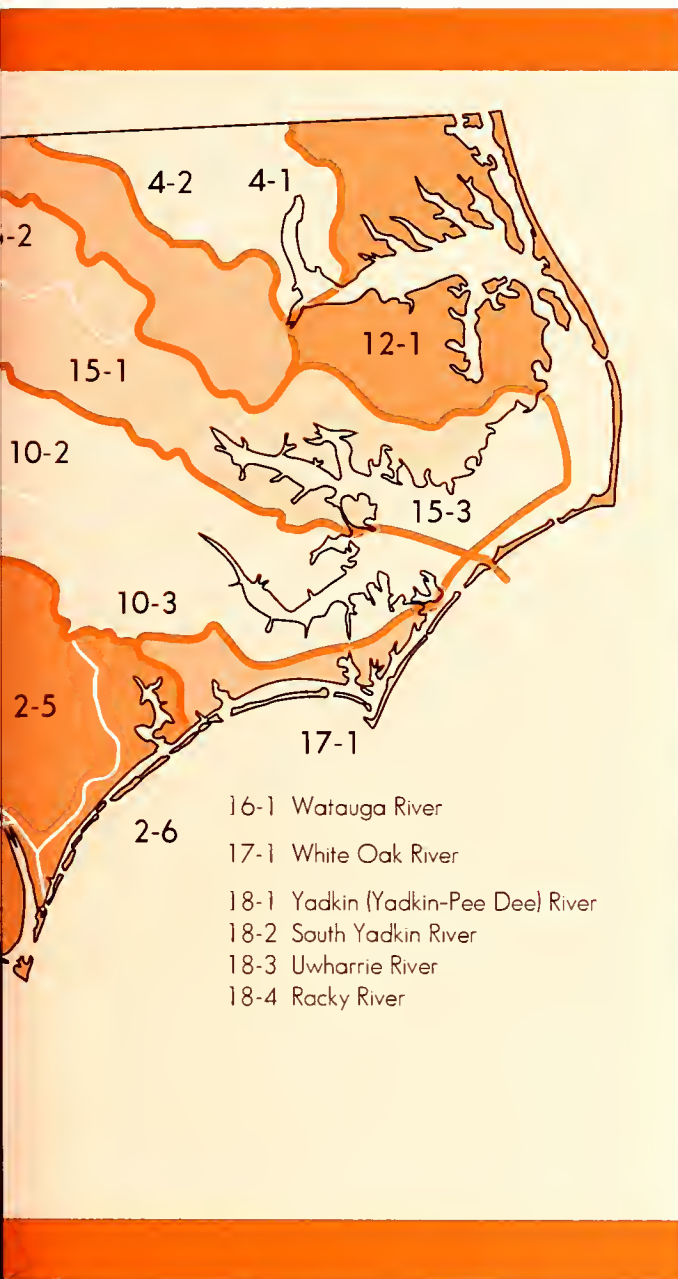 4-2 4-1
-2
12-1
15-1
10-2
15-3
10-3
2-5
17-1
2-6
16-1 Watauga River
17-1 White Oak River
18-1 Yadkin (Yadkin-Pee Dee) River
18-2 South Yadkin River
18-3 Uwharrie River
18-4 Racky River